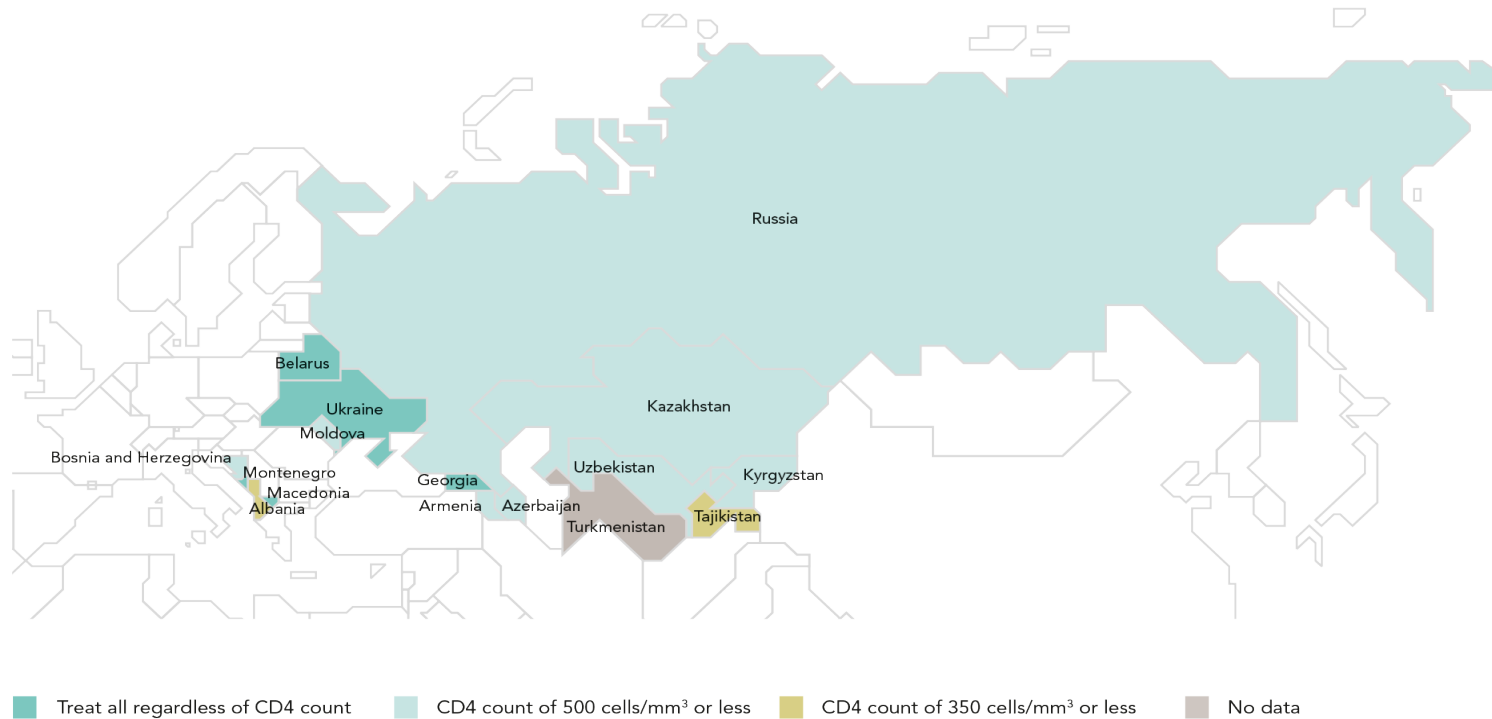 Russia
Belarus
Ukraine
Kazakhstan
Moldova
Bosnia and Herzegovina
Uzbekistan
Montenegro
Kyrgyzstan
Georgia
Macedonia
Albania
Armenia
Azerbaijan
Tajikistan
Turkmenistan
Treat all regardless of CD4 count
CD4 count of 500 cells/mm³ or less
CD4 count of 350 cells/mm³ or less
No data